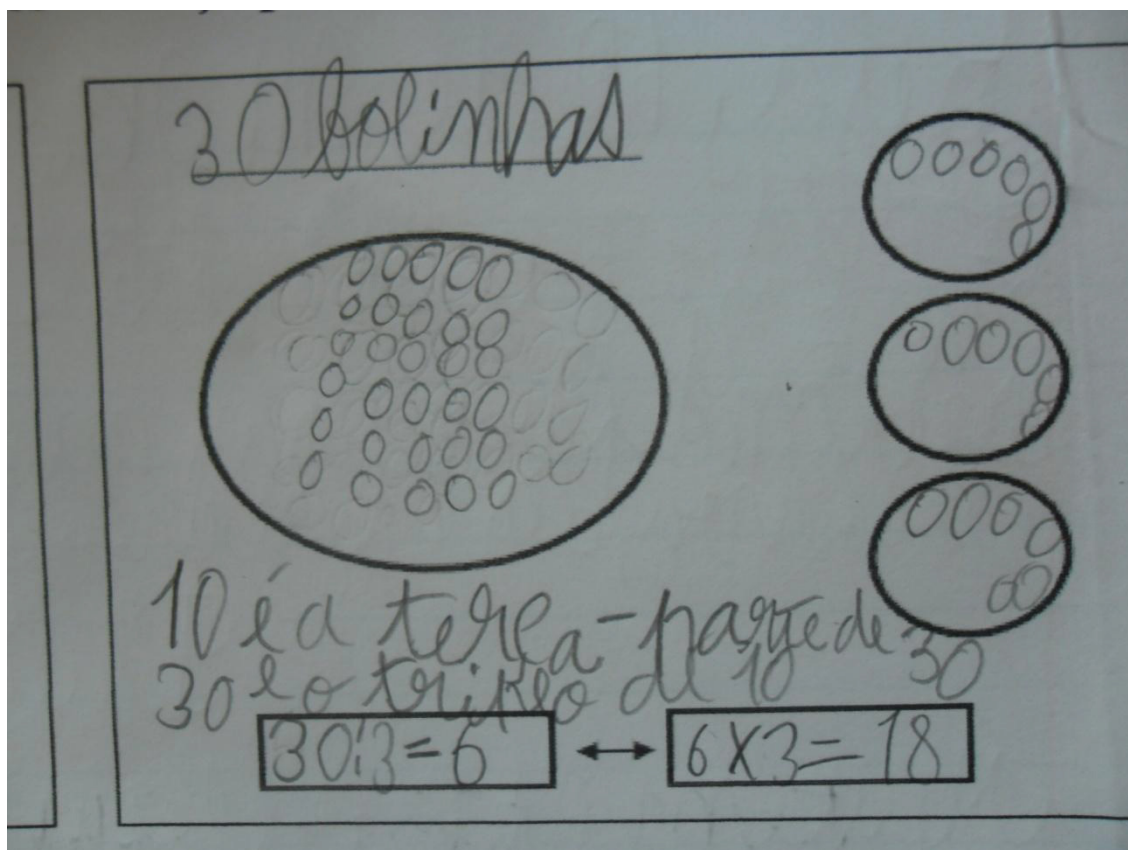 30 bolinhas
10 é a terça-parte de 30
30 é o triplo de 10
30:3=6
6X3=18